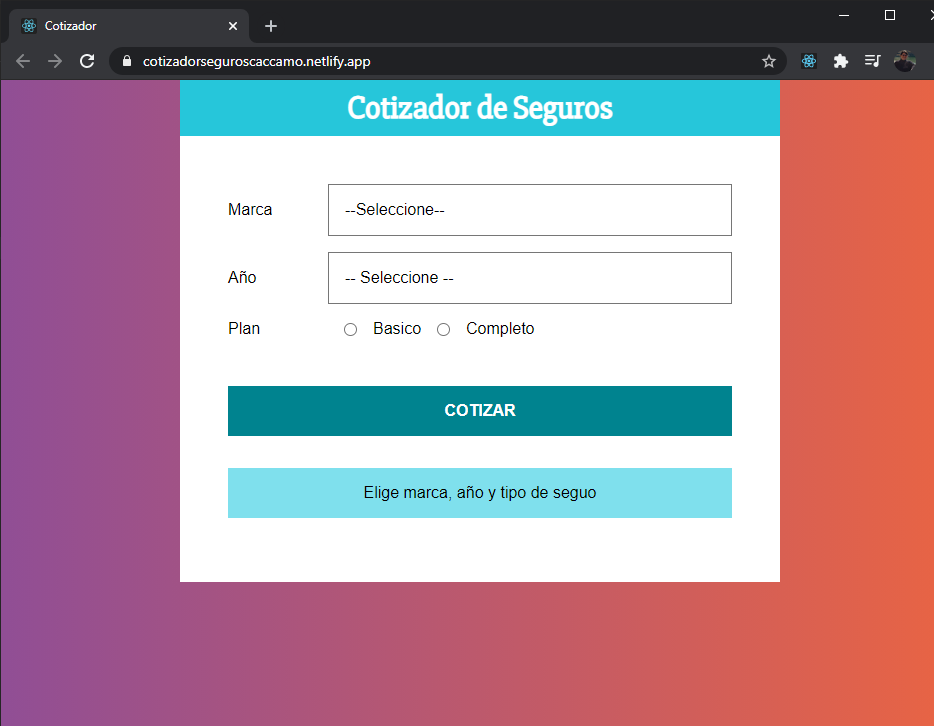 Cotizador
cotizadorseguroscaccamo.netlify.app
Cotizador de Seguros
Marca --Seleccione--
Año -- Seleccione --
Plan Basico Completo
COTIZAR
Elige marca, año y tipo de seguo